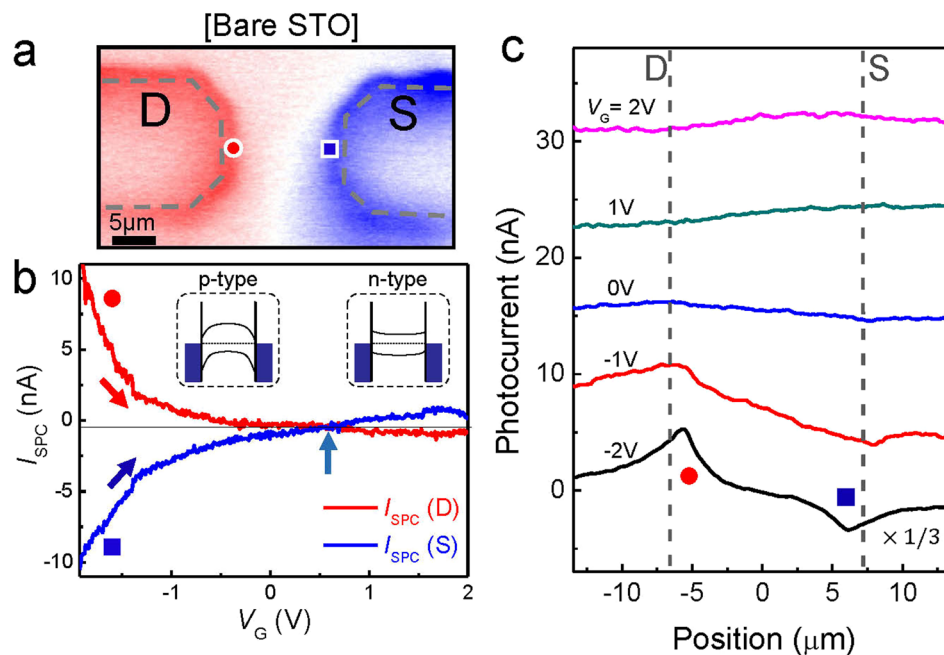 [Bare STO]
a
D
S
5μm
b
10
5
0
-5
-10
I_SPC (nA)
p-type
n-type
I_SPC (D)
I_SPC (S)
-1
0
1
2
V_G (V)
c
D
S
V_G= 2V
1V
0V
-1V
-2V
× 1/3
30
20
10
0
Photocurrent (nA)
-10
-5
0
5
10
Position (μm)